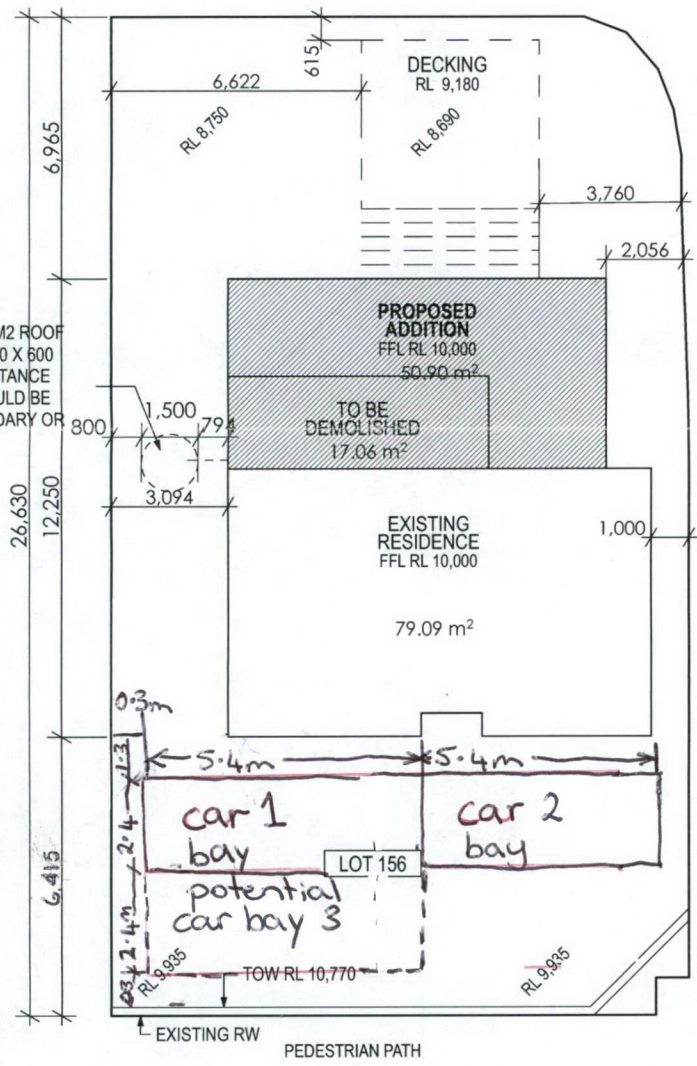 615
DECKING
RL 9,180
6,622
RL 8,750
RL 8,690
6,965
3,760
2,056
PROPOSED
ADDITION
FFL RL 10,000
50.90 m²
M2 ROOF
0 X 600
TANCE
ULD BE
DARY OR
TO BE
DEMOLISHED
17.06 m²
800
1,500
794
3,094
26,630
12,250
EXISTING
RESIDENCE
FFL RL 10,000
1,000
79.09 m²
0.3m
5.4m
5.4m
1.3
car 1
bay
car 2
bay
2.4
LOT 156
6,415
potential
car bay 3
2.4m
RL 9,935
TOW RL 10,770
RL 9,935
EXISTING RW
PEDESTRIAN PATH